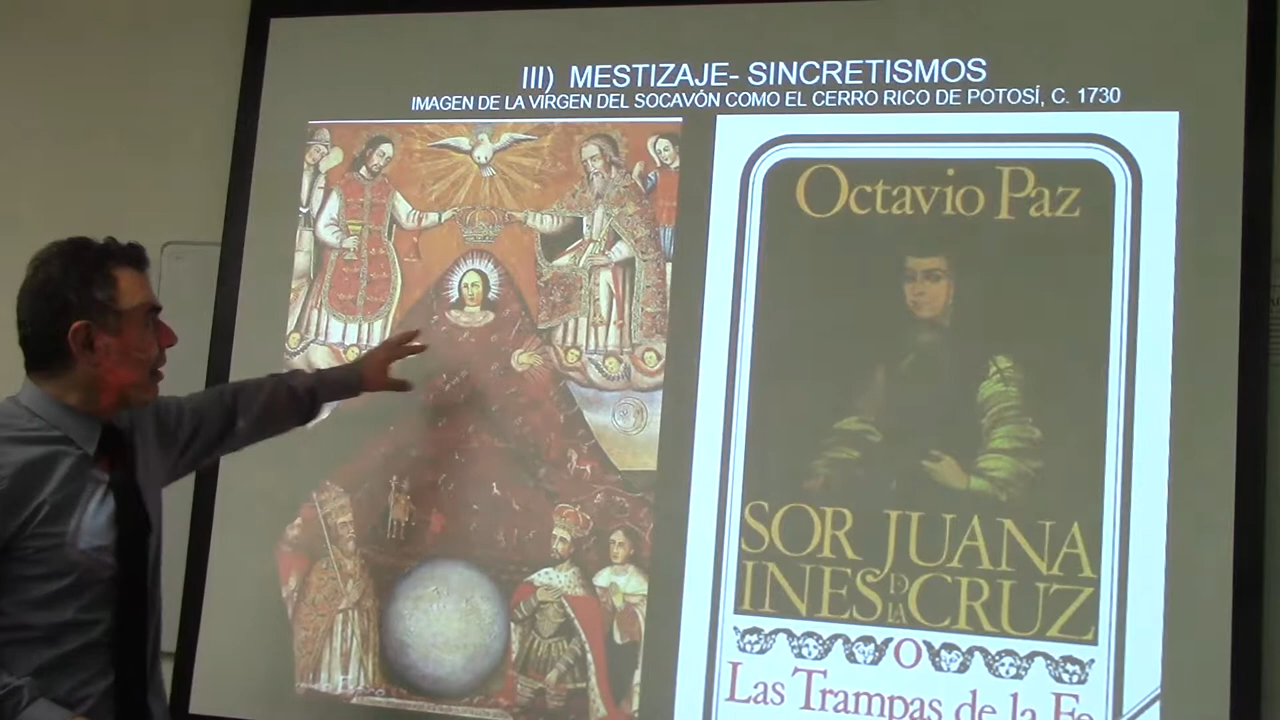 III) MESTIZAJE- SINCRETISMOS
IMAGEN DE LA VIRGEN DEL SOCAVÓN COMO EL CERRO RICO DE POTOSÍ, C. 1730
Octavio Paz
SOR JUANA
INES DE LA CRUZ
O
Las Trampas de la Fe